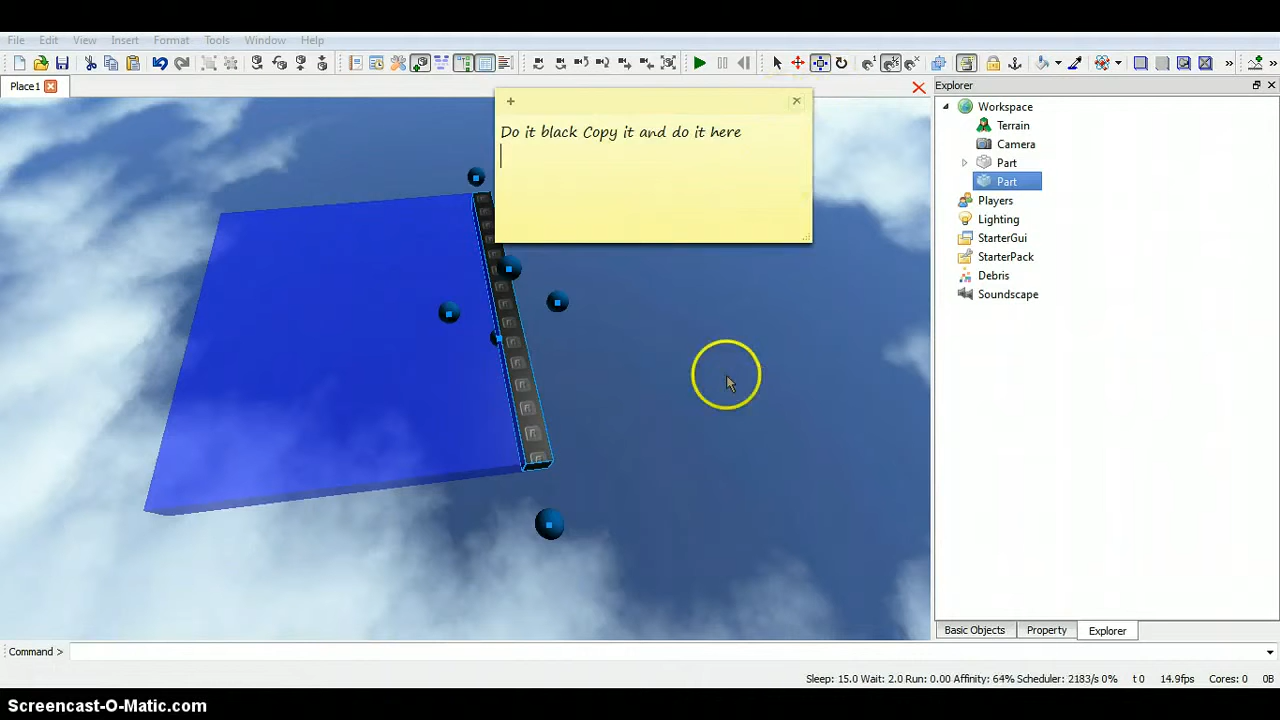 File Edit View Insert Format Tools Window Help
Place1
Do it black Copy it and do it here
Explorer
Workspace
Terrain
Camera
Part
Part
Players
Lighting
StarterGui
StarterPack
Debris
Soundscape
Basic Objects Property Explorer
Command >
Sleep: 15.0 Wait: 2.0 Run: 0.00 Affinity: 64% Scheduler: 2183/s 0% t 0 14.9fps Cores: 0 0B
Screencast-O-Matic.com